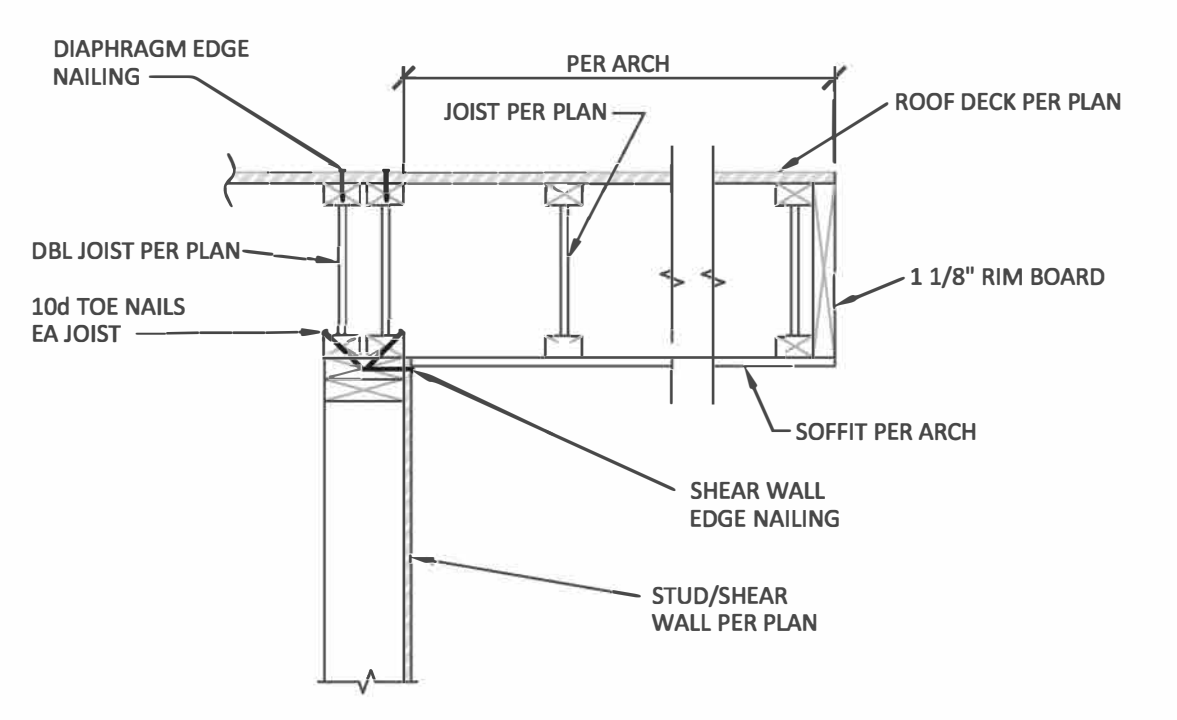 DIAPHRAGM EDGE
NAILING
PER ARCH
JOIST PER PLAN
ROOF DECK PER PLAN
DBL JOIST PER PLAN
10d TOE NAILS
EA JOIST
1 1/8" RIM BOARD
SOFFIT PER ARCH
SHEAR WALL
EDGE NAILING
STUD/SHEAR
WALL PER PLAN